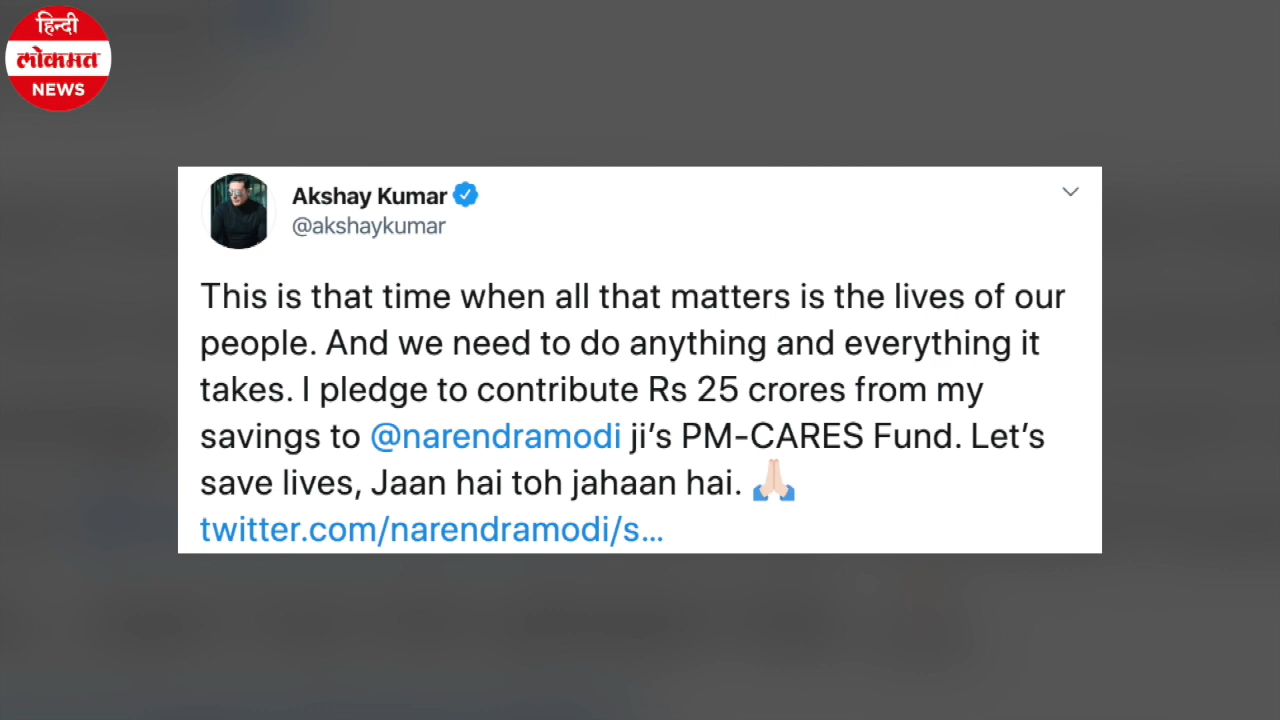 हिन्दी
लोकमत
NEWS
Akshay Kumar
@akshaykumar
This is that time when all that matters is the lives of our
people. And we need to do anything and everything it
takes. I pledge to contribute Rs 25 crores from my
savings to @narendramodi ji’s PM-CARES Fund. Let’s
save lives, Jaan hai toh jahaan hai. 🙏🏻
twitter.com/narendramodi/s…